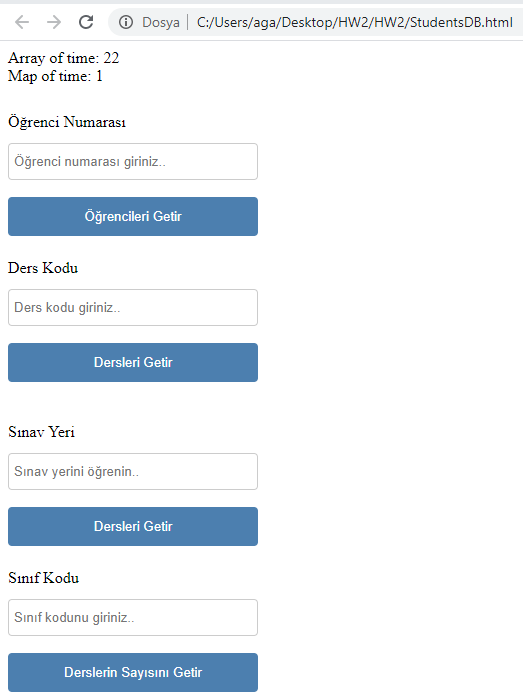 Dosya | C:/Users/aga/Desktop/HW2/HW2/StudentsDB.html
Array of time: 22
Map of time: 1
Öğrenci Numarası
Öğrenci numarası giriniz..
Öğrencileri Getir
Ders Kodu
Ders kodu giriniz..
Dersleri Getir
Sınav Yeri
Sınav yerini öğrenin..
Dersleri Getir
Sınıf Kodu
Sınıf kodunu giriniz..
Derslerin Sayısını Getir